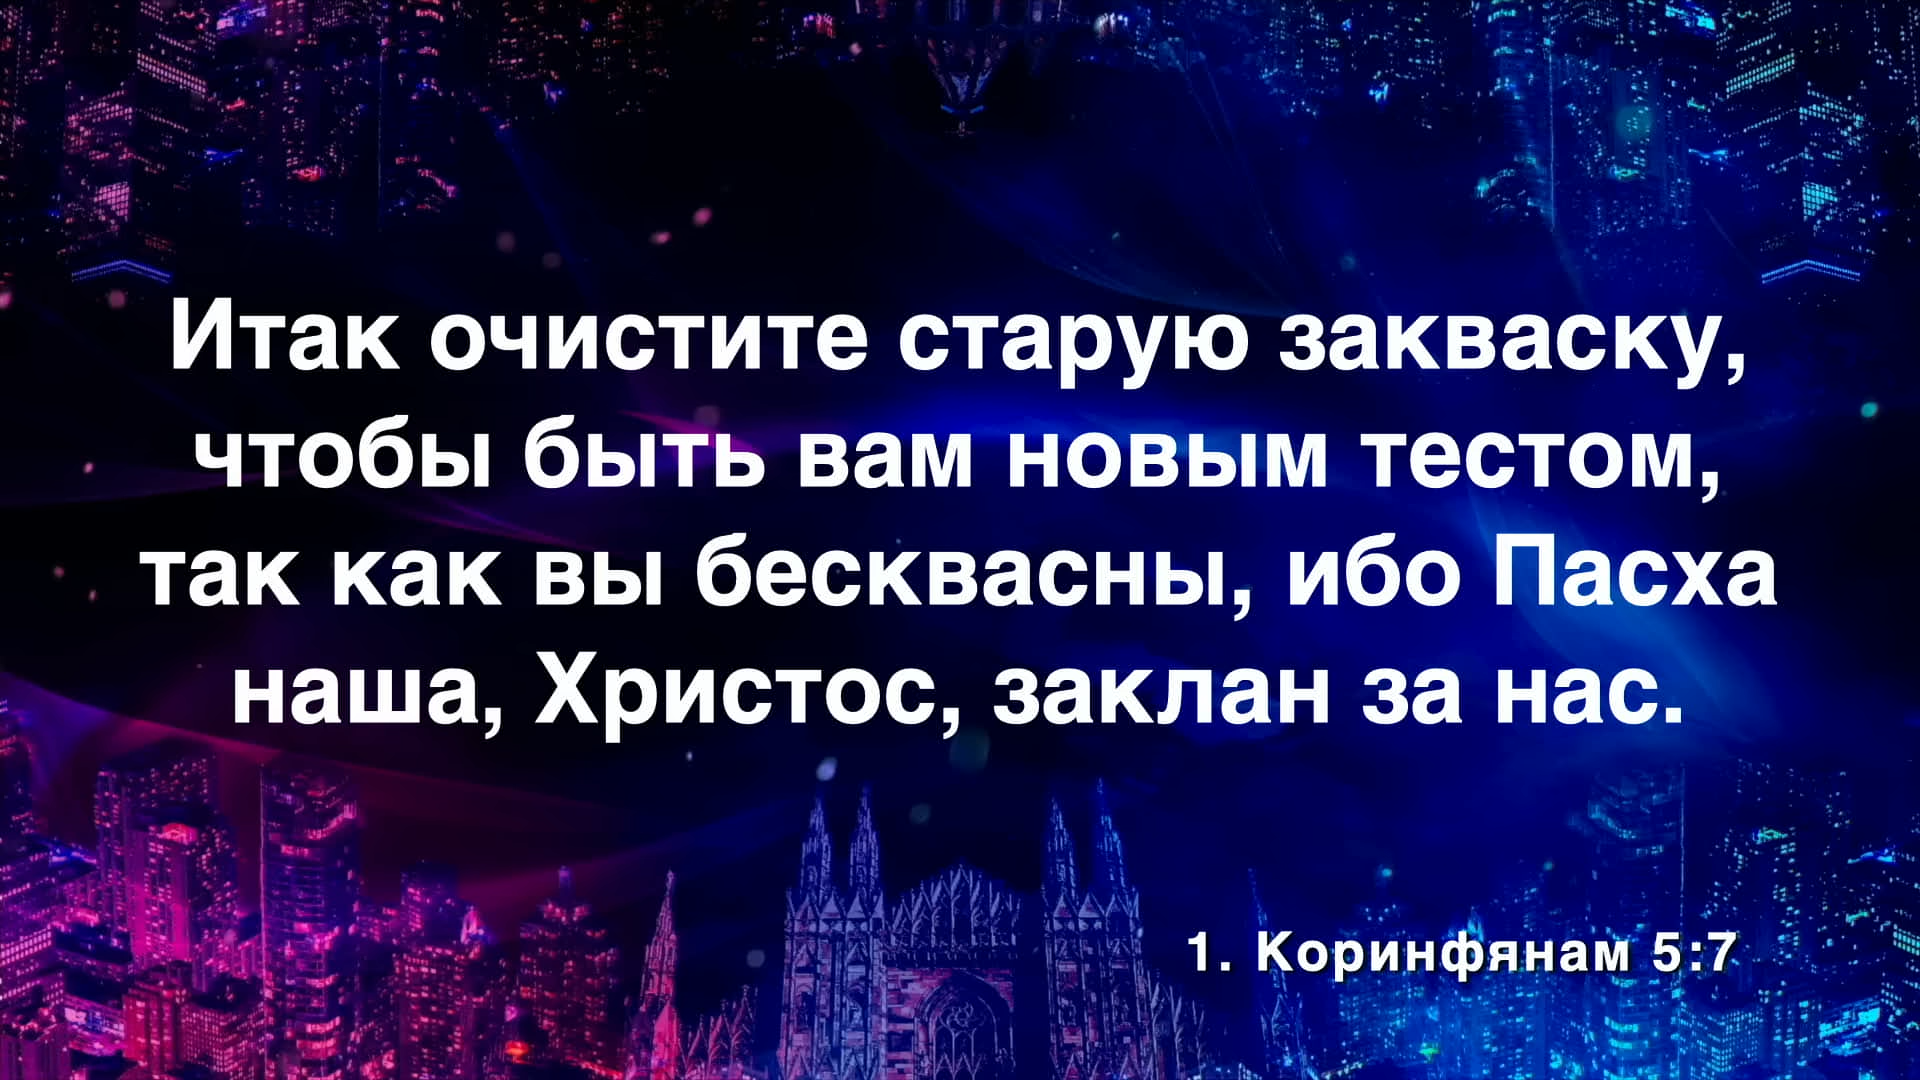 Итак очистите старую закваску,
чтобы быть вам новым тестом,
так как вы бесквасны, ибо Пасха
наша, Христос, заклан за нас.
1. Коринфянам 5:7